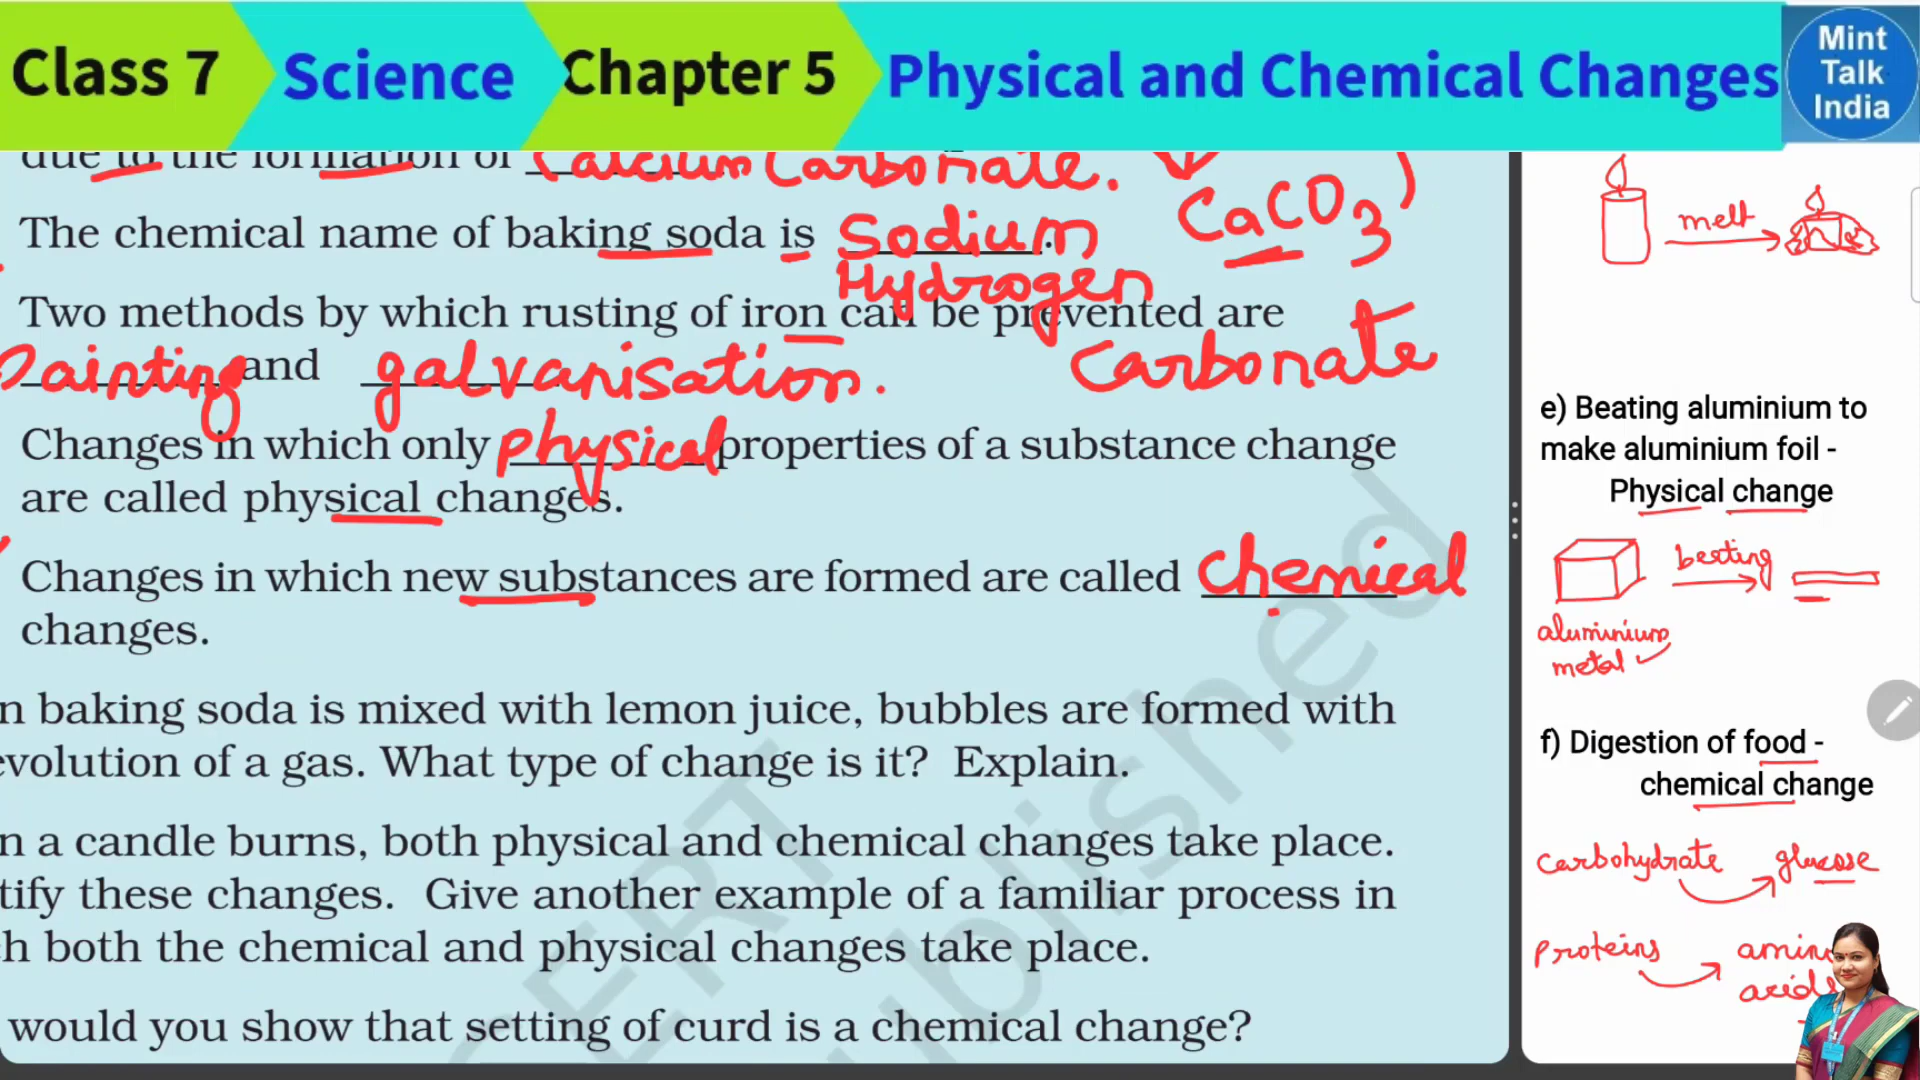 Class 7 Science Chapter 5 Physical and Chemical Changes
Mint
Talk
India
due to the formation of Calcium Carbonate.
CaCO3)
The chemical name of baking soda is Sodium
Hydrogen
Carbonate
Two methods by which rusting of iron can be prevented are
Painting and galvanisation.
Changes in which only physical properties of a substance change
are called physical changes.
Changes in which new substances are formed are called chemical
changes.
n baking soda is mixed with lemon juice, bubbles are formed with
evolution of a gas. What type of change is it? Explain.
n a candle burns, both physical and chemical changes take place.
tify these changes. Give another example of a familiar process in
h both the chemical and physical changes take place.
would you show that setting of curd is a chemical change?
melt
e) Beating aluminium to
make aluminium foil -
Physical change
beating
aluminium
metal
f) Digestion of food -
chemical change
carbohydrate glucose
proteins amino
acids